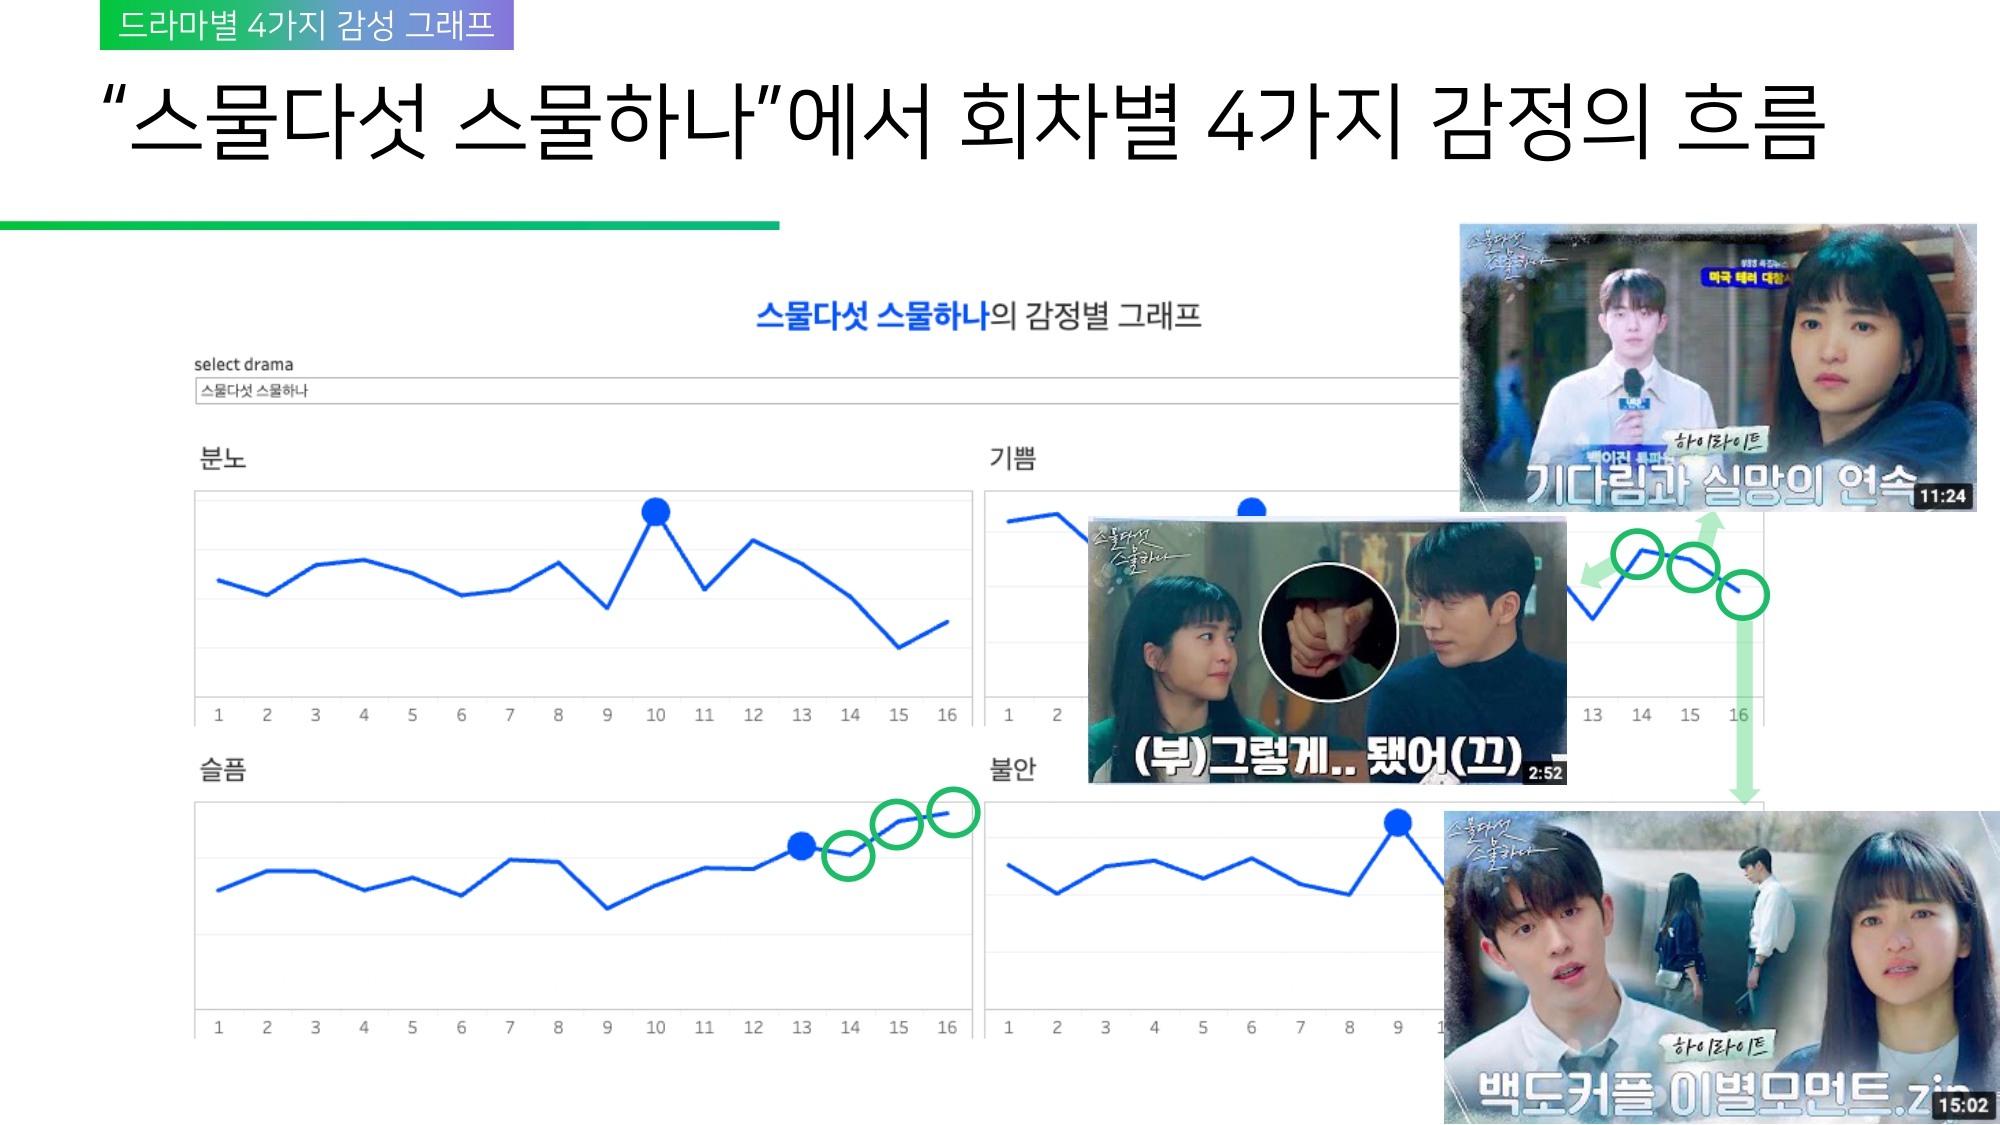 드라마별 4가지 감성 그래프
“스물다섯 스물하나”에서 회차별 4가지 감정의 흐름
스물다섯 스물하나의 감정별 그래프
select drama
스물다섯 스물하나
분노
1 2 3 4 5 6 7 8 9 10 11 12 13 14 15 16
기쁨
1 2
13 14 15 16
슬픔
1 2 3 4 5 6 7 8 9 10 11 12 13 14 15 16
불안
1 2 3 4 5 6 7 8 9 1
스물다섯
스물하나
미국 테러
백이진
하이라이트
기다림과 실망의 연속
11:24
스물다섯
스물하나
(부)그렇게.. 됐어(끄)
2:52
스물다섯
스물하나
하이라이트
백도커플 이별모먼트.zip
15:02